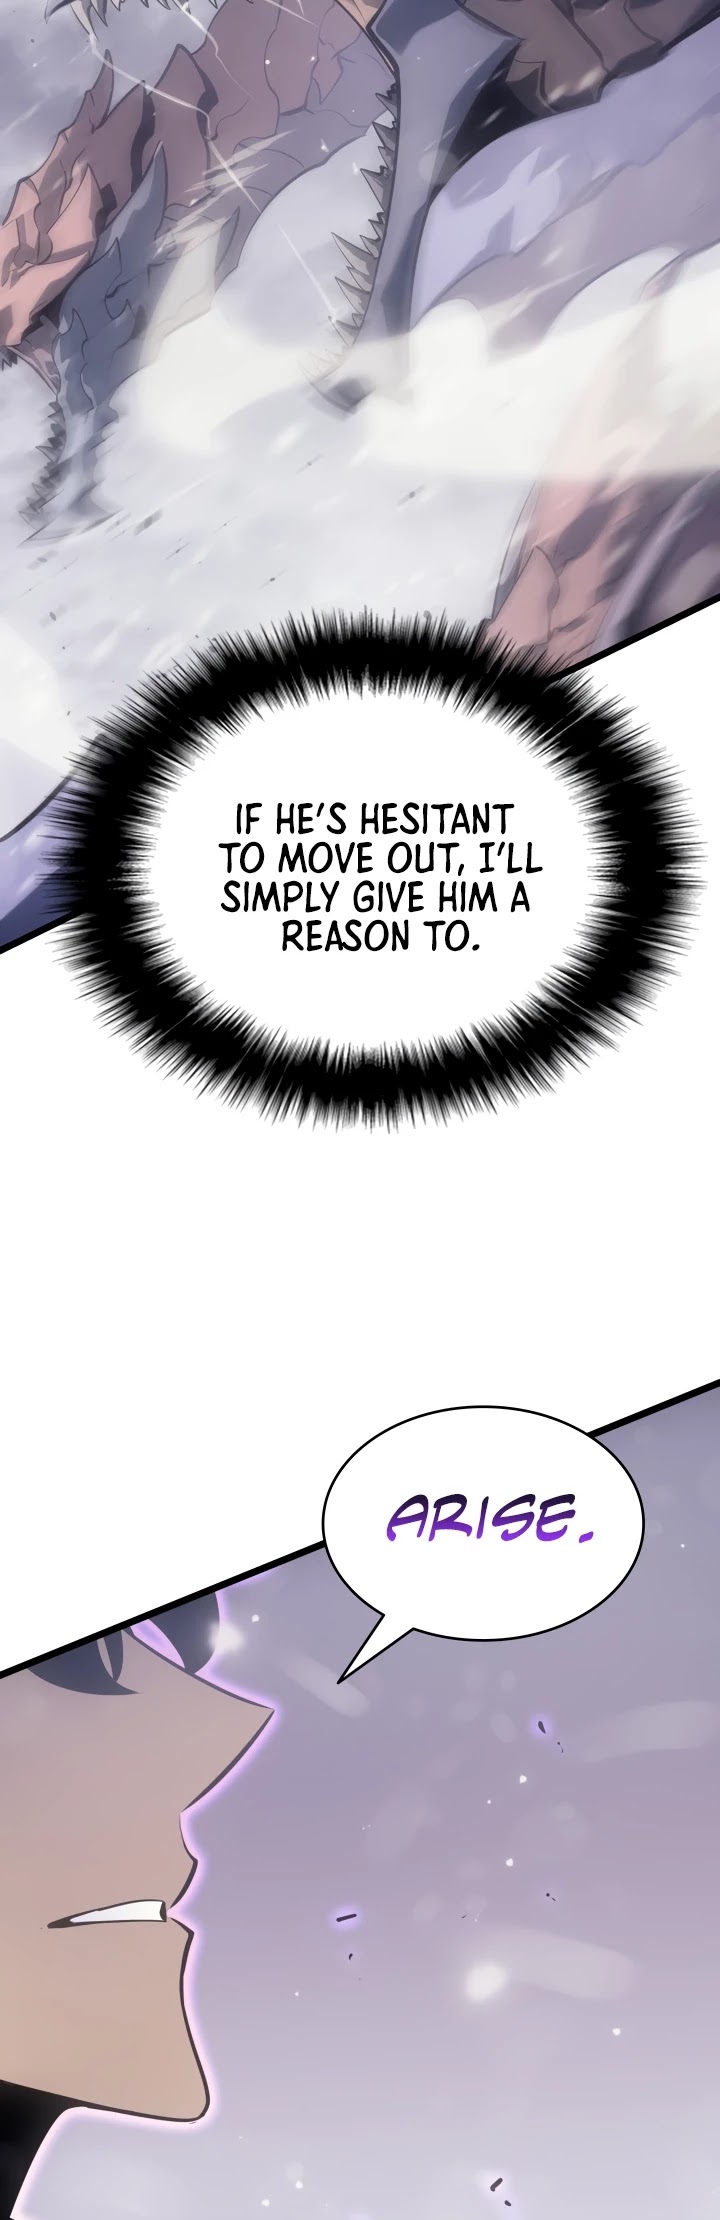 IF HE'S HESITANT
TO MOVE OUT, I'LL
SIMPLY GIVE HIM A
REASON TO.
ARISE.